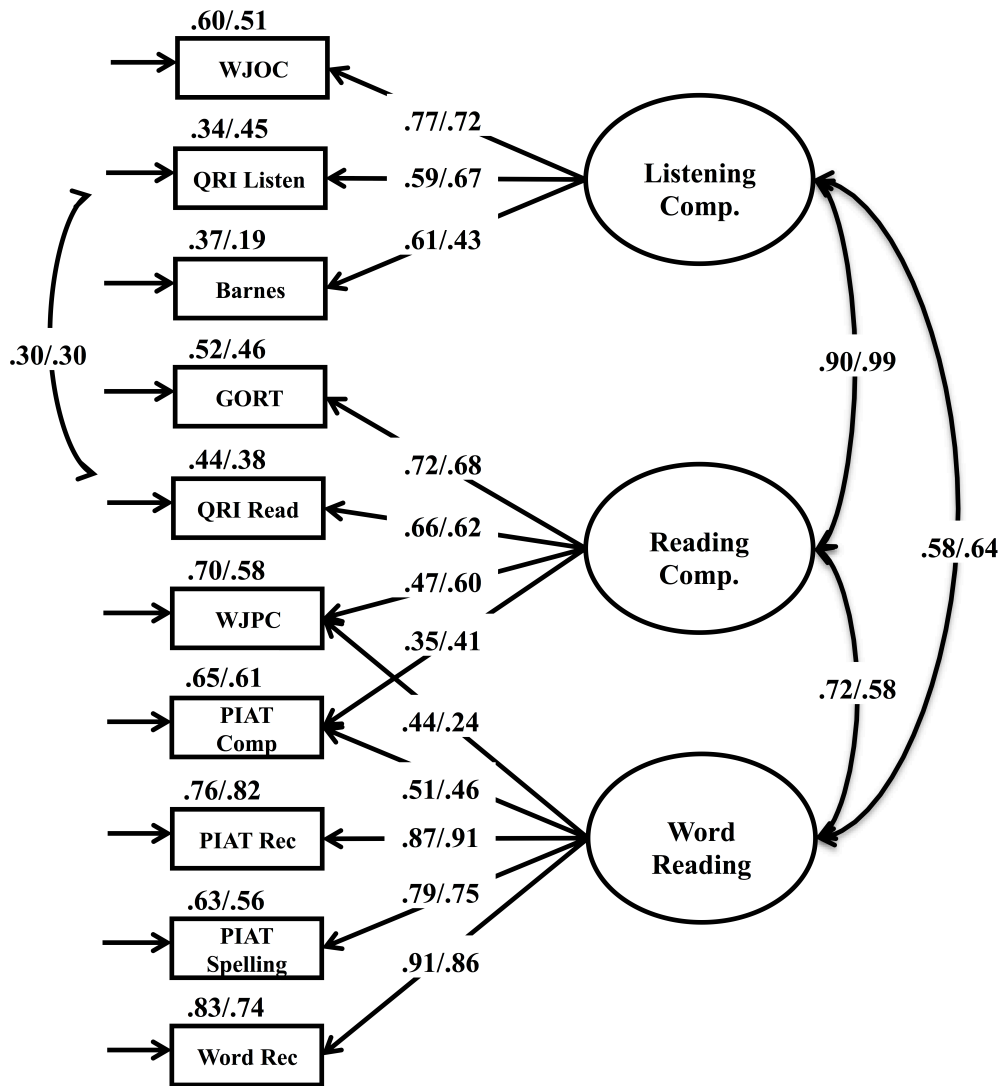 .60/.51
WJOC
.77/.72
.34/.45
QRI Listen
.59/.67
Listening
Comp.
.37/.19
Barnes
.61/.43
.30/.30
.52/.46
GORT
.90/.99
.72/.68
.44/.38
QRI Read
.66/.62
Reading
Comp.
.58/.64
.70/.58
WJPC
.47/.60
.35/.41
.65/.61
PIAT
Comp
.44/.24
.72/.58
.51/.46
.76/.82
PIAT Rec
.87/.91
Word
Reading
.63/.56
PIAT
Spelling
.79/.75
.91/.86
.83/.74
Word Rec